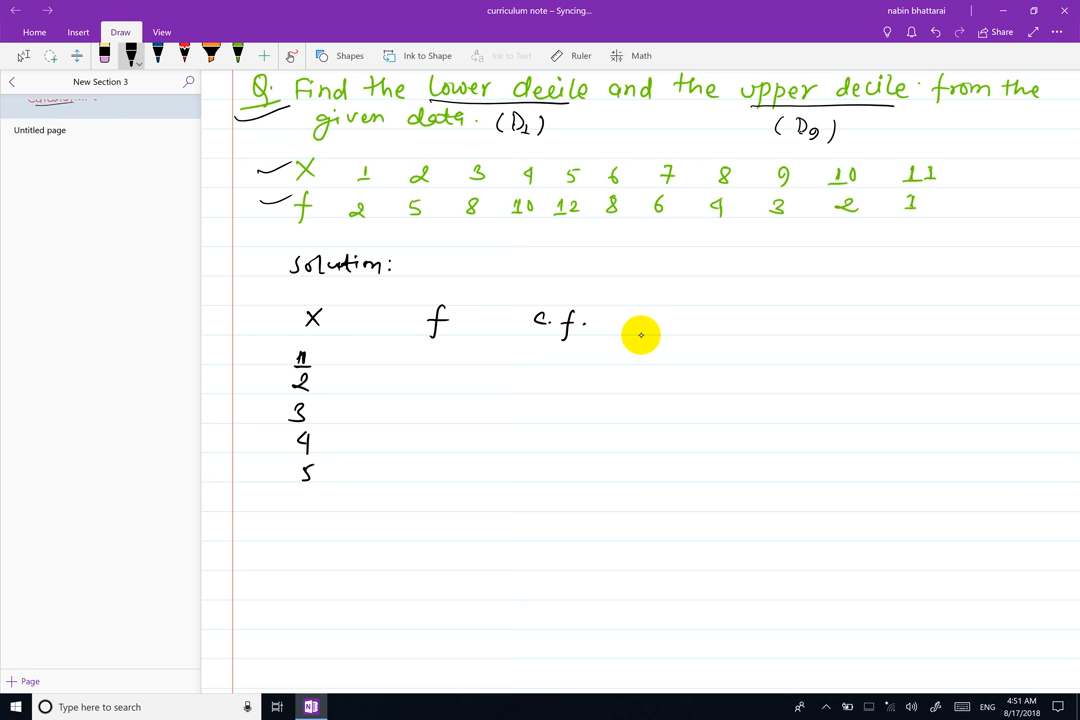 curriculum note – Syncing...
nabin bhattarai
Home Insert Draw View
Share
Shapes Ink to Shape Ink to Text Ruler Math
New Section 3
Untitled page
Q. Find the lower decile and the upper decile from the
given data. (D1) (D9)
X 1 2 3 4 5 6 7 8 9 10 11
f 2 5 8 10 12 8 6 4 3 2 1
Solution:
X f c.f.
1
2
3
4
5
+ Page
Type here to search
ENG
4:51 AM
8/17/2018